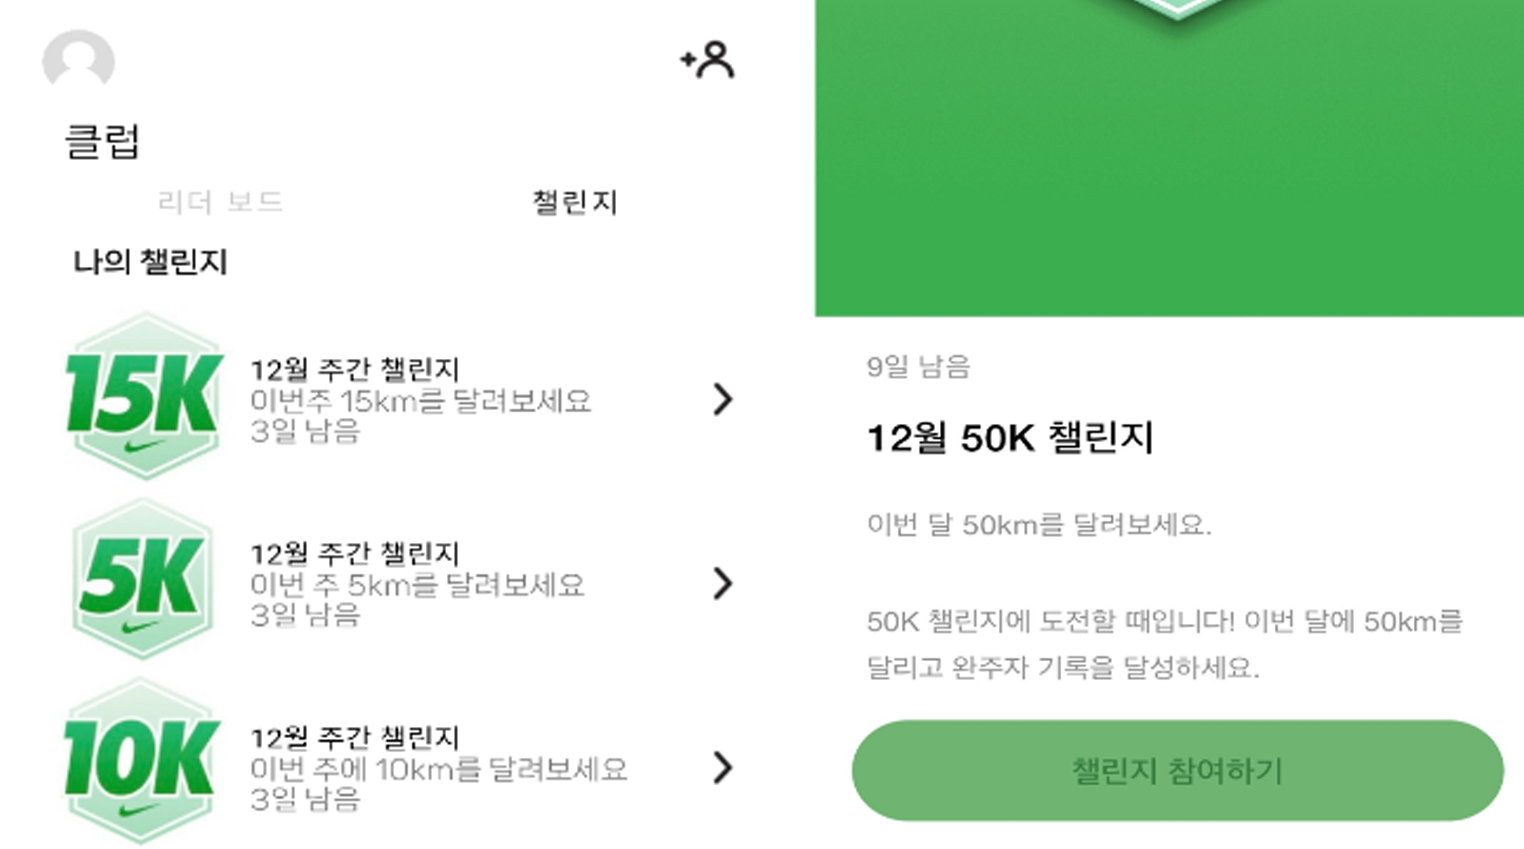 클럽
리더 보드
챌린지
나의 챌린지
15K
12월 주간 챌린지
이번주 15km를 달려보세요
3일 남음
5K
12월 주간 챌린지
이번 주 5km를 달려보세요
3일 남음
10K
12월 주간 챌린지
이번 주에 10km를 달려보세요
3일 남음
9일 남음
12월 50K 챌린지
이번 달 50km를 달려보세요.
50K 챌린지에 도전할 때입니다! 이번 달에 50km를
달리고 완주자 기록을 달성하세요.
챌린지 참여하기